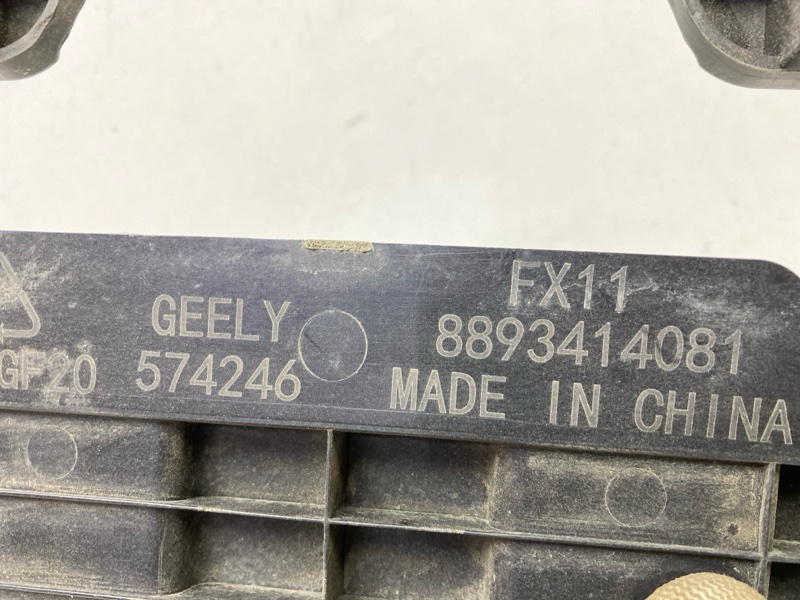 GEELY
GF20 574246
FX11
8893414081
MADE IN CHINA